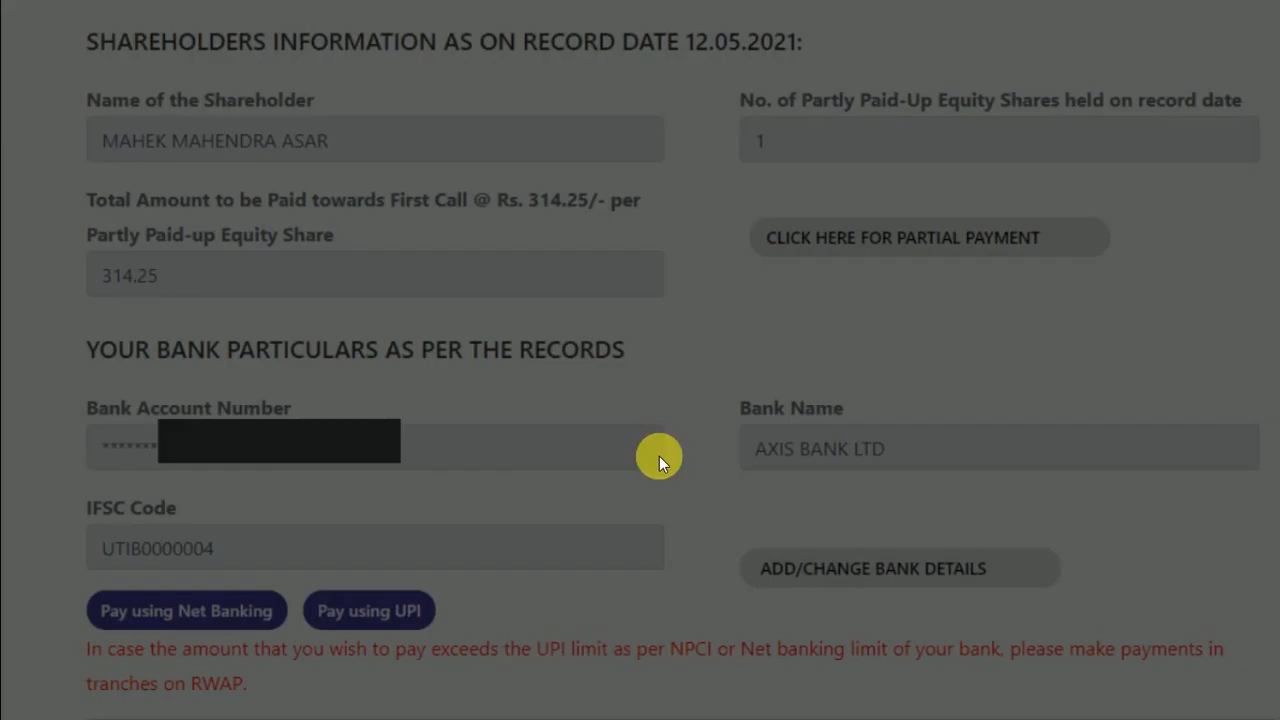 SHAREHOLDERS INFORMATION AS ON RECORD DATE 12.05.2021:
Name of the Shareholder
No. of Partly Paid-Up Equity Shares held on record date
MAHEK MAHENDRA ASAR
1
Total Amount to be Paid towards First Call @ Rs. 314.25/- per
Partly Paid-up Equity Share
CLICK HERE FOR PARTIAL PAYMENT
314.25
YOUR BANK PARTICULARS AS PER THE RECORDS
Bank Account Number
Bank Name
*******
AXIS BANK LTD
IFSC Code
UTIB0000004
ADD/CHANGE BANK DETAILS
Pay using Net Banking
Pay using UPI
In case the amount that you wish to pay exceeds the UPI limit as per NPCI or Net banking limit of your bank, please make payments in
tranches on RWAP.